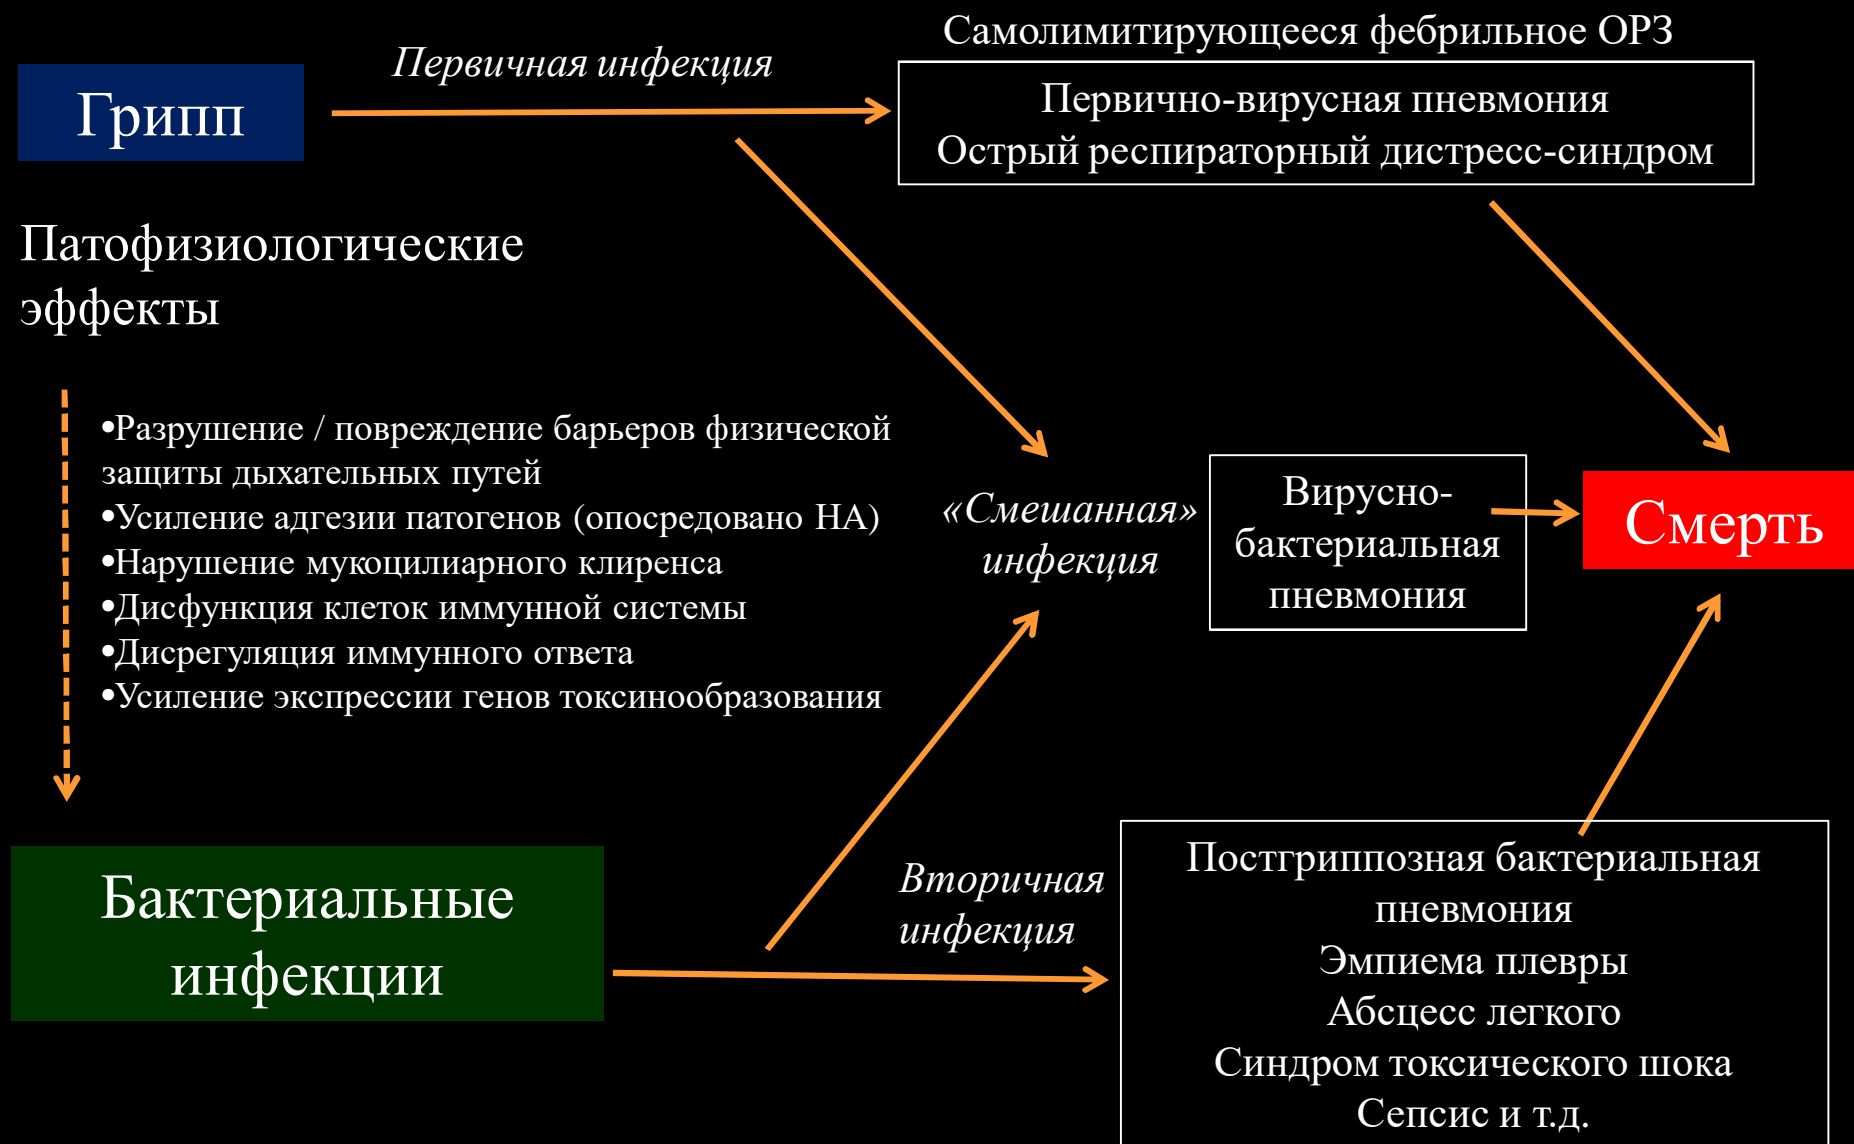 Самолимитирующееся фебрильное ОРЗ
Первичная инфекция
Грипп
Первично-вирусная пневмония
Острый респираторный дистресс-синдром
Патофизиологические
эффекты
•Разрушение / повреждение барьеров физической
защиты дыхательных путей
•Усиление адгезии патогенов (опосредовано НА)
•Нарушение мукоцилиарного клиренса
•Дисфункция клеток иммунной системы
•Дисрегуляция иммунного ответа
•Усиление экспрессии генов токсинообразования
«Смешанная»
инфекция
Вирусно-
бактериальная
пневмония
Смерть
Бактериальные
инфекции
Вторичная
инфекция
Постгриппозная бактериальная
пневмония
Эмпиема плевры
Абсцесс легкого
Синдром токсического шока
Сепсис и т.д.